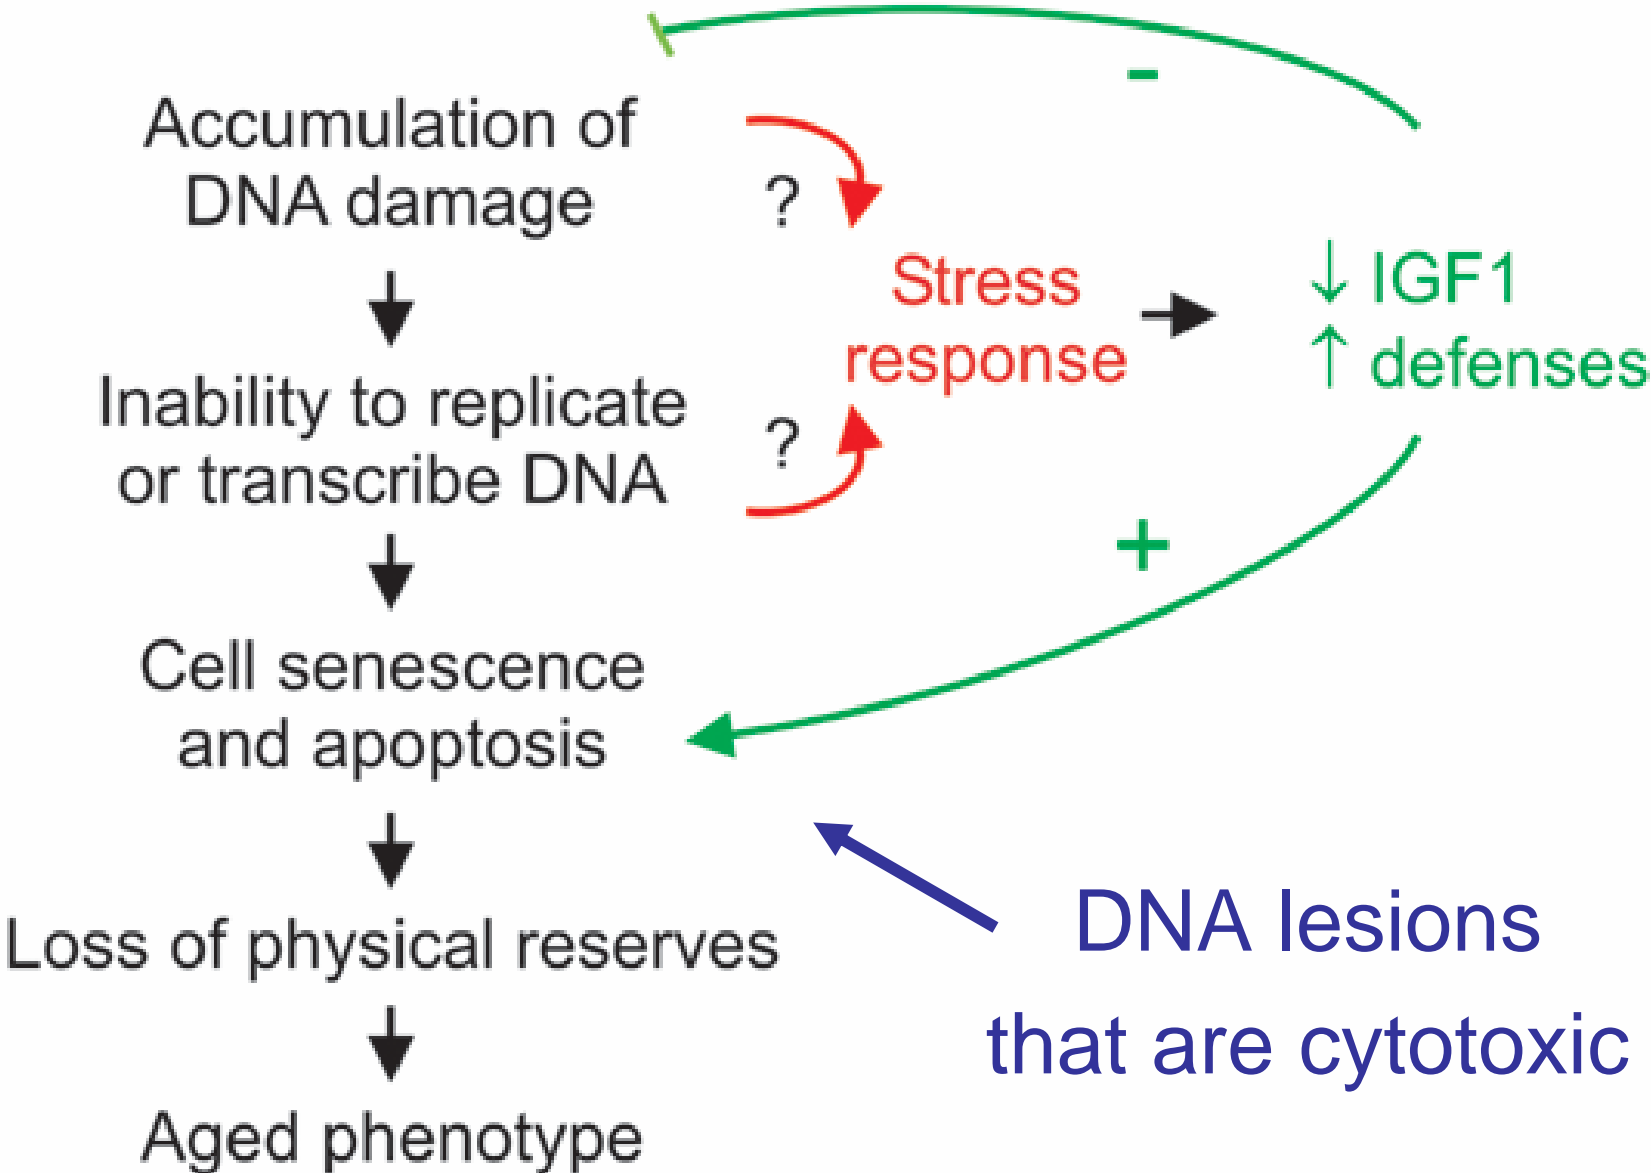 -
Accumulation of
DNA damage
?
Stress
response
↓ IGF1
↑ defenses
Inability to replicate
or transcribe DNA
?
+
Cell senescence
and apoptosis
DNA lesions
that are cytotoxic
Loss of physical reserves
Aged phenotype